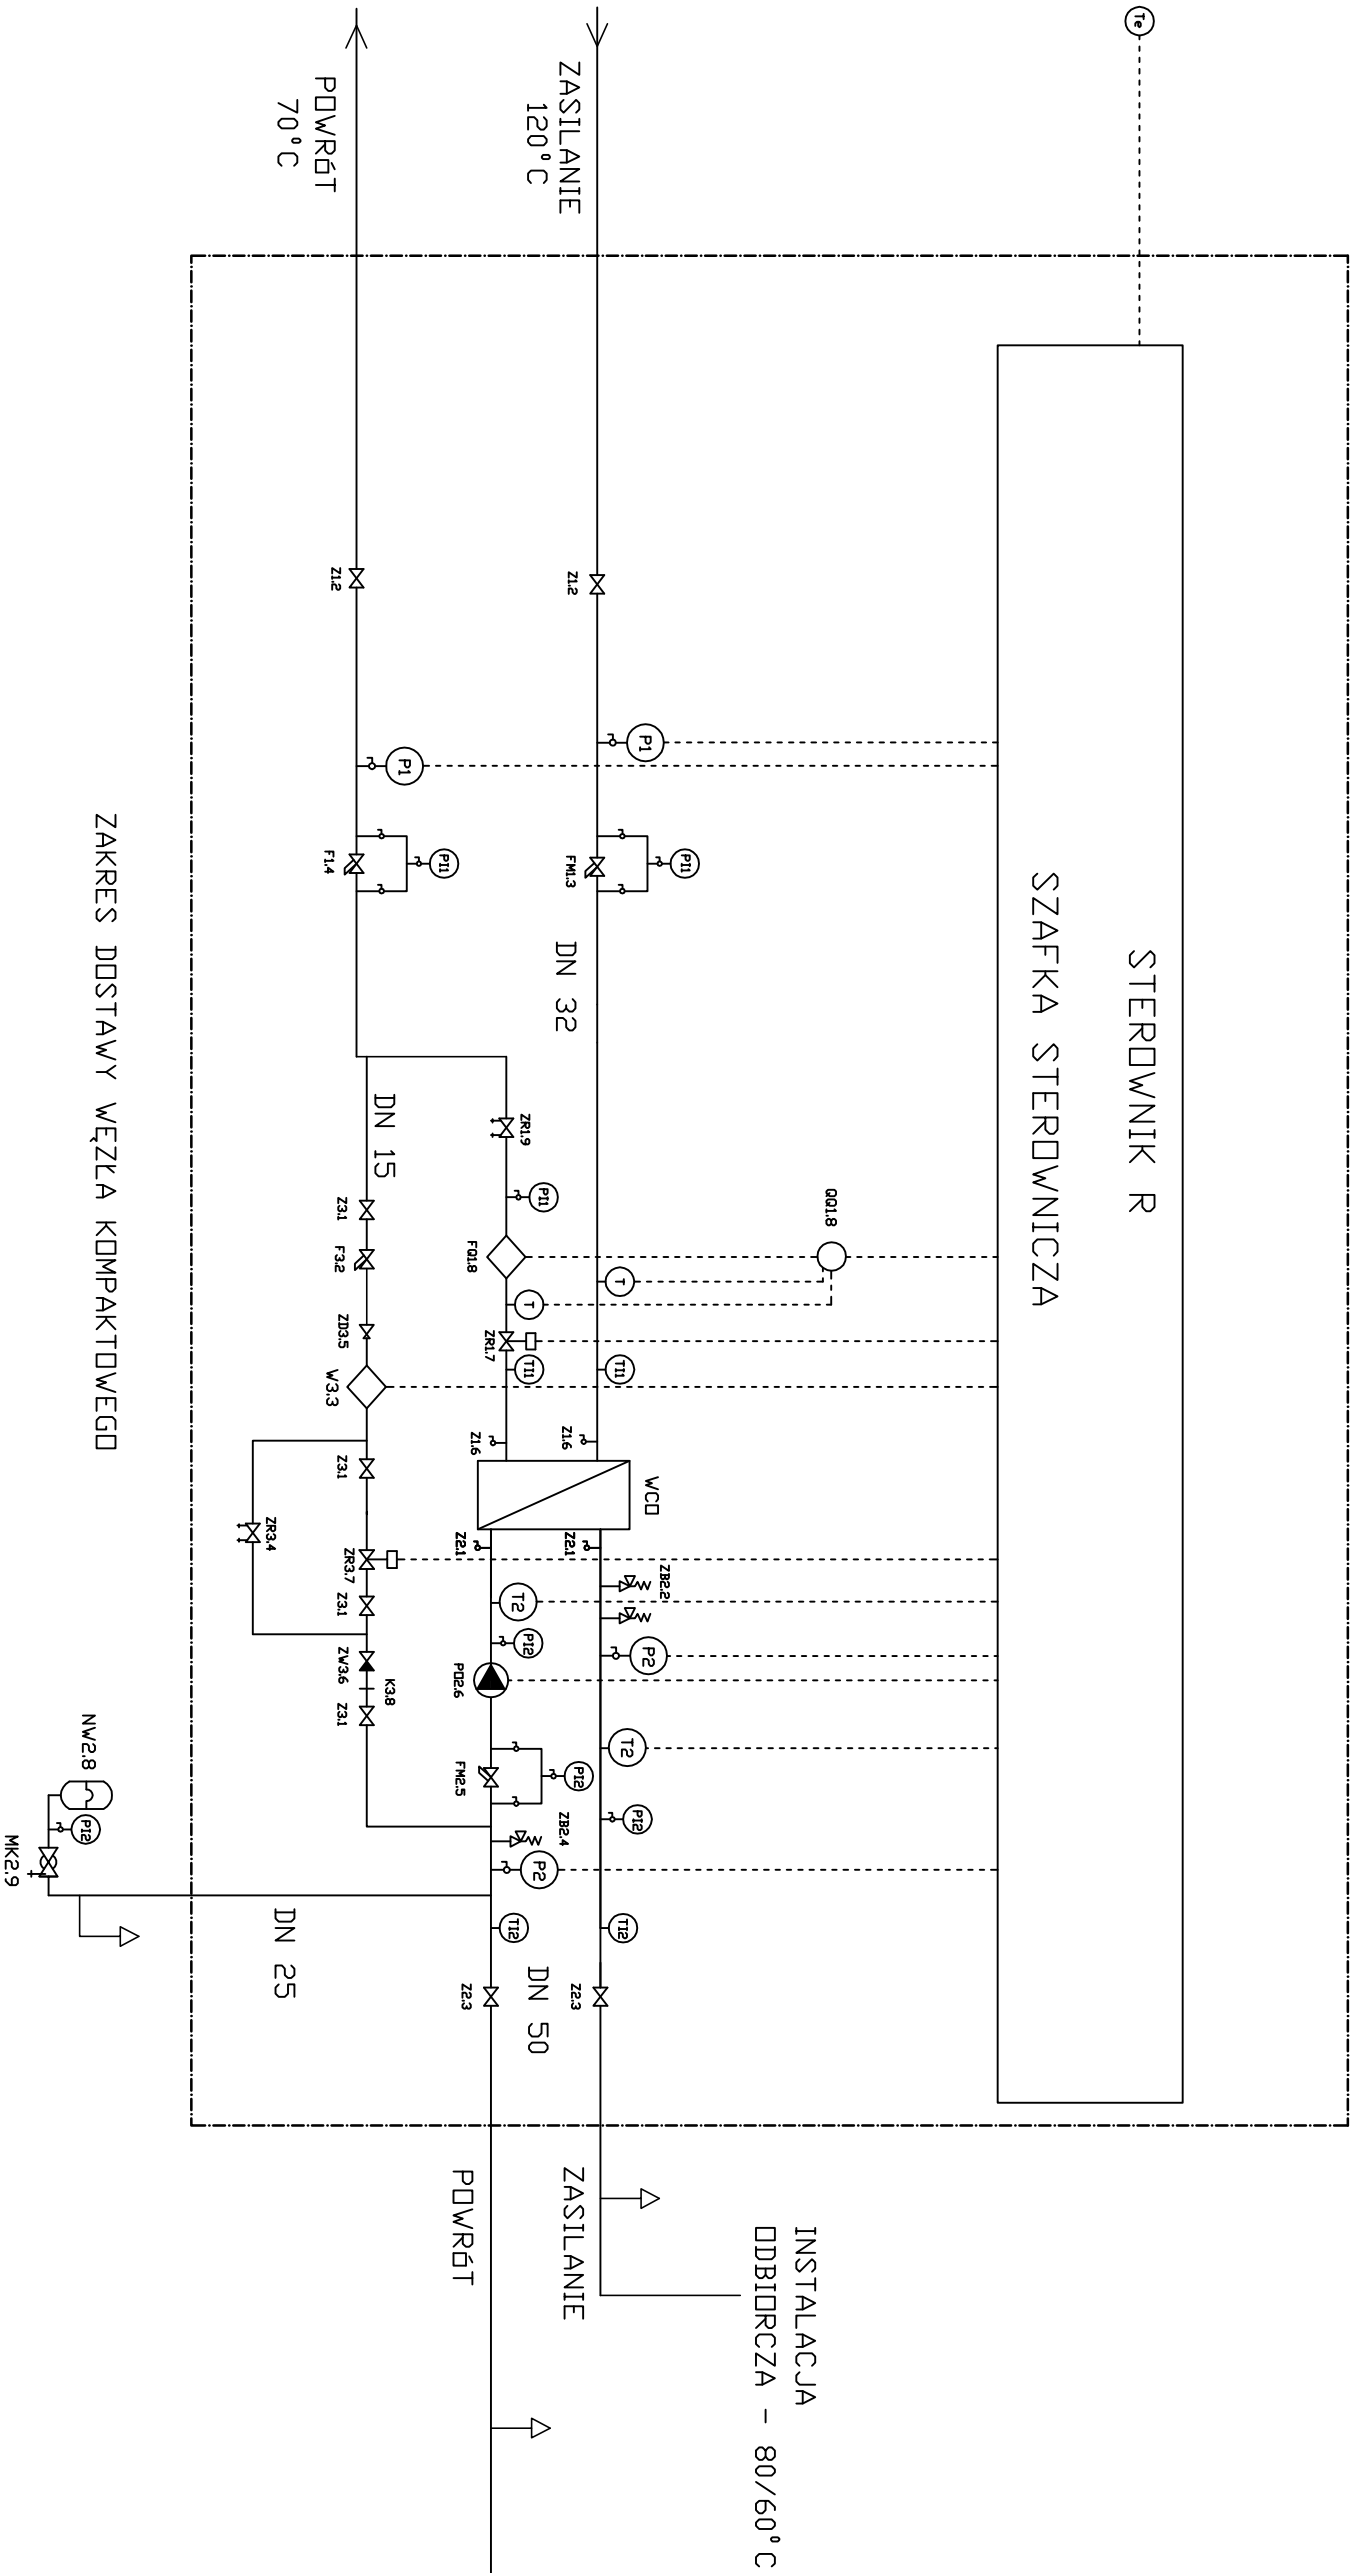 Te
STEROWNIK R
SZAFKA STEROWNICZA
INSTALACJA
ODBIORCZA - 80/60°C
QQ1.8
P1
PI1
T
TI1
WCO
ZB2.2
P2
T2
PI2
TI2
ZASILANIE
120°C
Z1.2
FM1.3
DN 32
Z1.6
Z2.1
Z2.3
ZASILANIE
P1
PI1
ZR1.9
PI1
FQ1.8
T
ZR1.7
TI1
Z1.6
Z2.1
T2
PI2
PO2.6
FM2.5
PI2
ZB2.4
P2
TI2
DN 50
Z2.3
POWRÓT
POWRÓT
70°C
Z1.2
F1.4
DN 15
Z3.1
F3.2
ZD3.5
W3.3
Z3.1
ZR3.7
Z3.1
ZW3.6
K3.8
Z3.1
ZR3.4
DN 25
ZAKRES DOSTAWY WĘZŁA KOMPAKTOWEGO
NW2.8
PI2
MK2.9